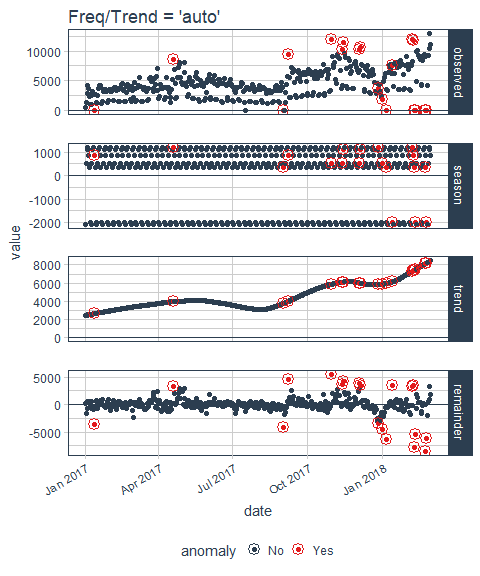 Freq/Trend = 'auto'
10000
5000
0
observed
1000
0
-1000
-2000
season
value
8000
6000
4000
2000
0
trend
5000
0
-5000
remainder
Jan 2017
Apr 2017
Jul 2017
Oct 2017
Jan 2018
date
anomaly No Yes